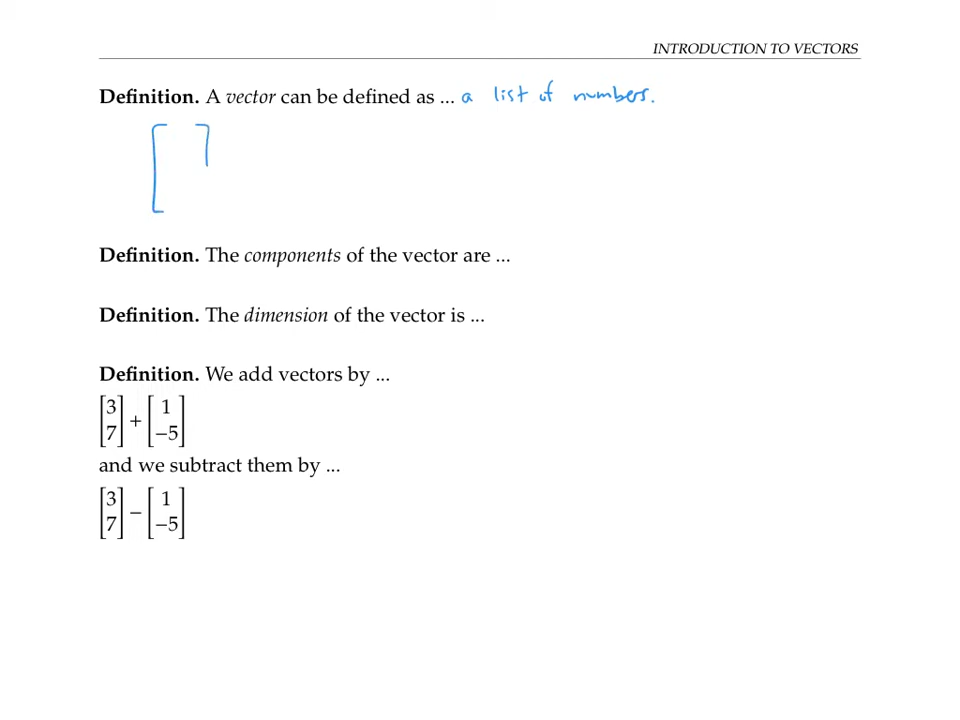 INTRODUCTION TO VECTORS
Definition. A vector can be defined as ... a list of numbers.
Definition. The components of the vector are ...
Definition. The dimension of the vector is ...
Definition. We add vectors by ...
[3 7] + [1 −5]
and we subtract them by ...
[3 7] − [1 −5]